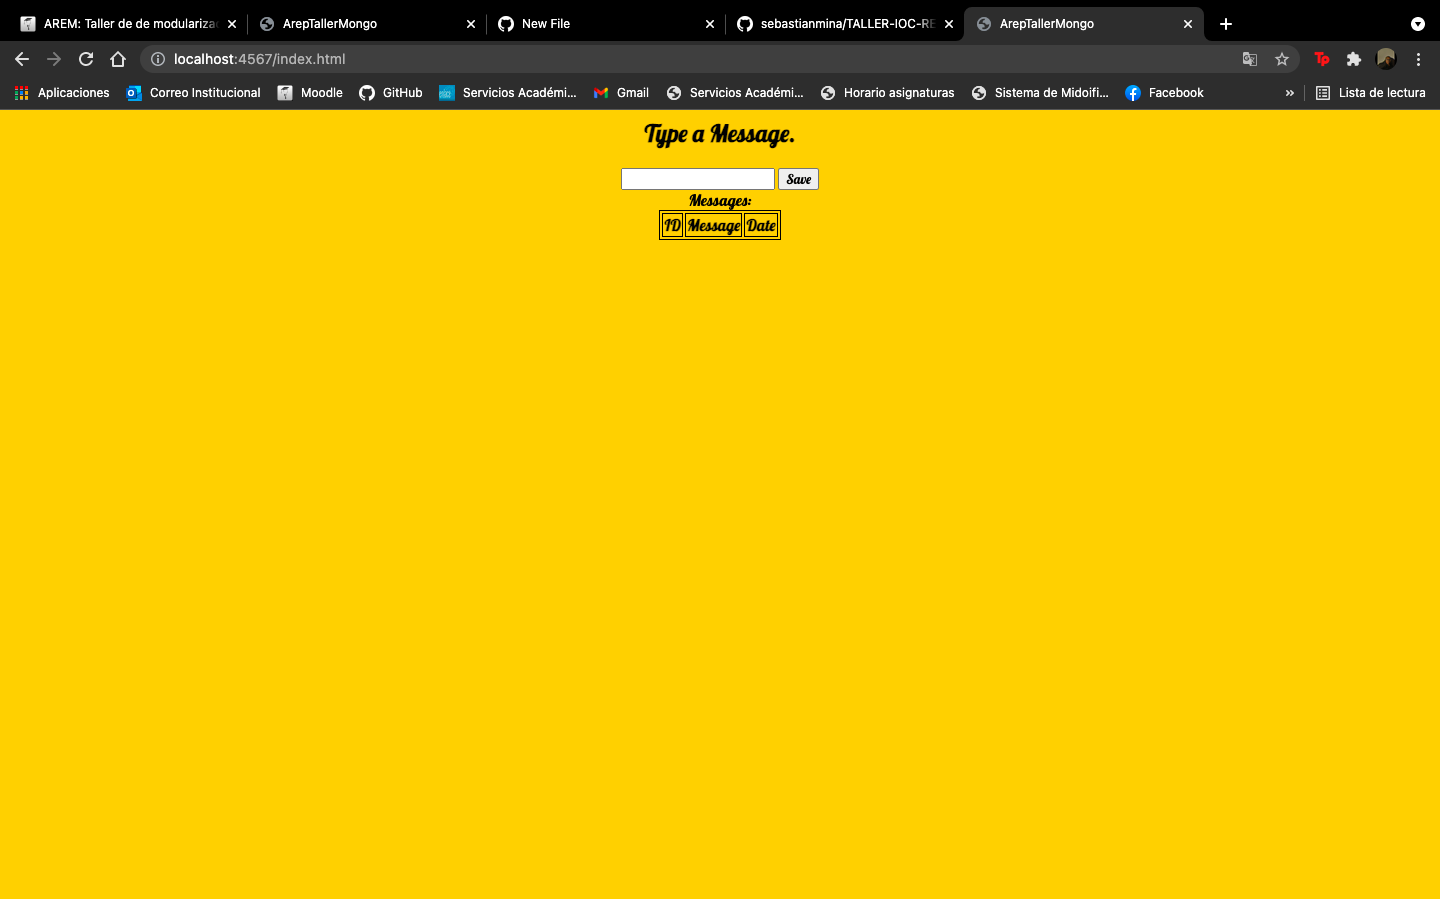 AREM: Taller de de modularizac
ArepTallerMongo
New File
sebastianmina/TALLER-IOC-RE
ArepTallerMongo
localhost:4567/index.html
Tp
Aplicaciones
Correo Institucional
Moodle
GitHub
Servicios Académi...
Gmail
Servicios Académi...
Horario asignaturas
Sistema de Midoifi...
Facebook
»
Lista de lectura
Type a Message.
Save
Messages:
ID Message Date